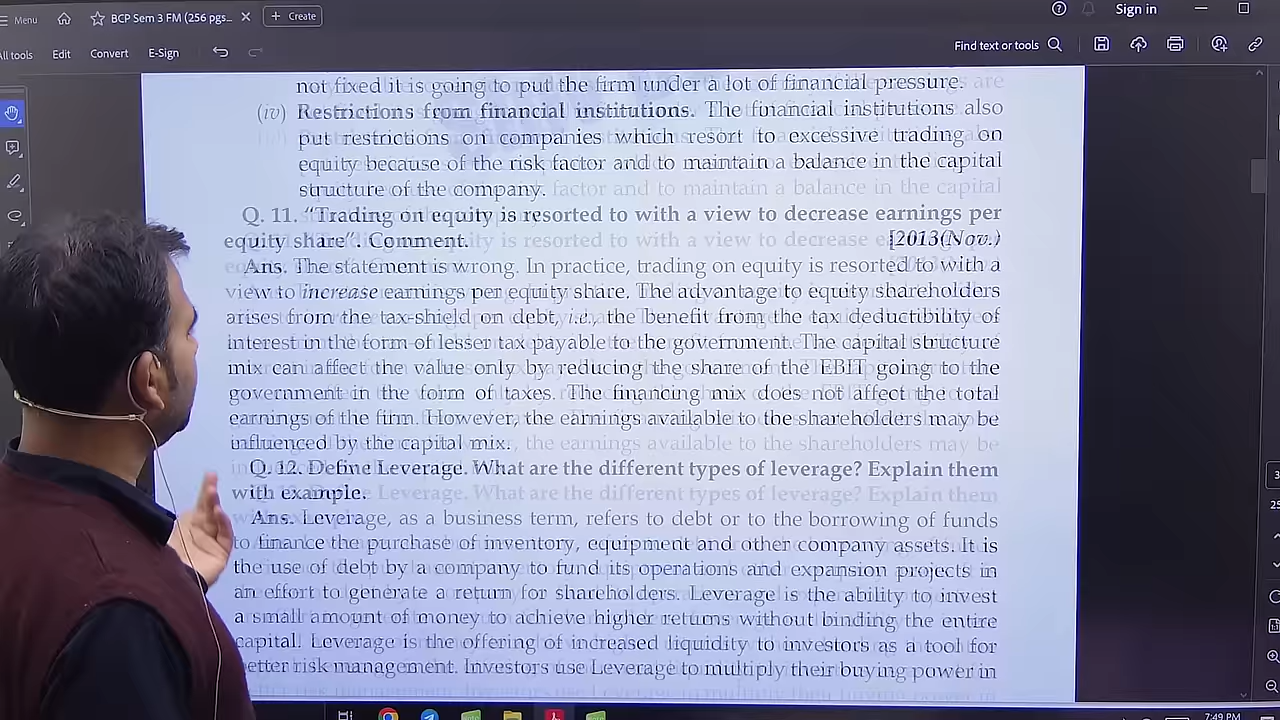 Menu
BCP Sem 3 FM (256 pgs...
Create
Sign in
All tools
Edit
Convert
E-Sign
Find text or tools
not fixed it is going to put the firm under a lot of financial pressure.
(iv) Restrictions from financial institutions. The financial institutions also
put restrictions on companies which resort to excessive trading on
equity because of the risk factor and to maintain a balance in the capital
structure of the company.
Q. 11. “Trading on equity is resorted to with a view to decrease earnings per
equity share”. Comment. [2013(Nov.)
Ans. The statement is wrong. In practice, trading on equity is resorted to with a
view to increase earnings per equity share. The advantage to equity shareholders
arises from the tax-shield on debt, i.e., the benefit from the tax deductibility of
interest in the form of lesser tax payable to the government. The capital structure
mix can affect the value only by reducing the share of the EBIT going to the
government in the form of taxes. The financing mix does not affect the total
earnings of the firm. However, the earnings available to the shareholders may be
influenced by the capital mix.
Q. 12. Define Leverage. What are the different types of leverage? Explain them
with example.
Ans. Leverage, as a business term, refers to debt or to the borrowing of funds
to finance the purchase of inventory, equipment and other company assets. It is
the use of debt by a company to fund its operations and expansion projects in
an effort to generate a return for shareholders. Leverage is the ability to invest
a small amount of money to achieve higher returns without binding the entire
capital. Leverage is the offering of increased liquidity to investors as a tool for
better risk management. Investors use Leverage to multiply their buying power in
7:49 PM